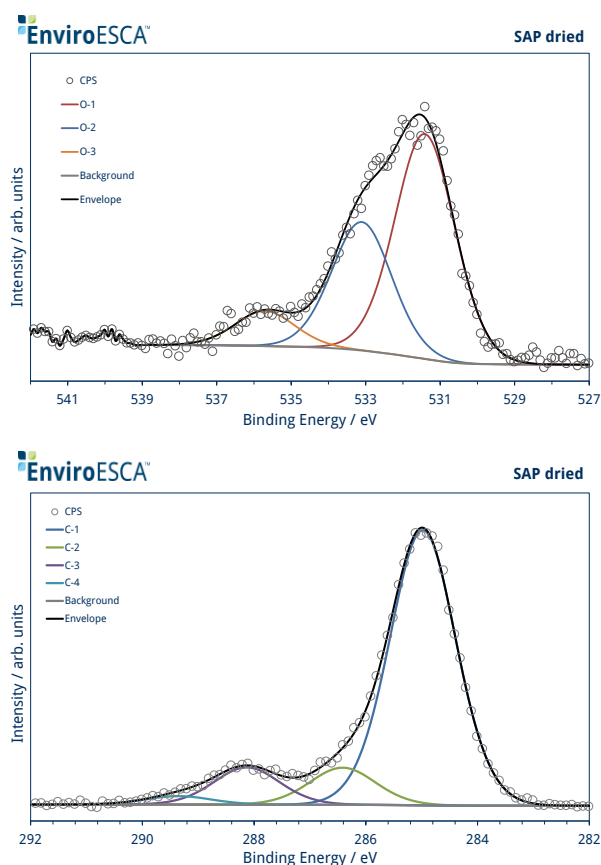 EnviroESCA™
SAP dried
CPS
O-1
O-2
O-3
Background
Envelope
Intensity / arb. units
541 539 537 535 533 531 529 527
Binding Energy / eV
EnviroESCA™
SAP dried
CPS
C-1
C-2
C-3
C-4
Background
Envelope
Intensity / arb. units
292 290 288 286 284 282
Binding Energy / eV